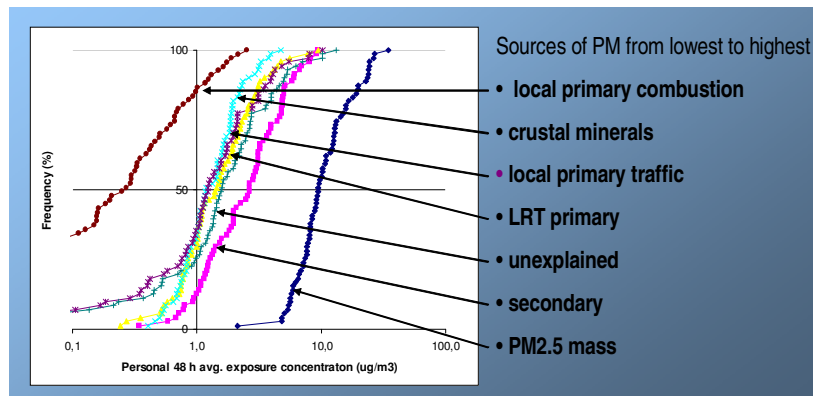 Sources of PM from lowest to highest
• local primary combustion
• crustal minerals
• local primary traffic
• LRT primary
• unexplained
• secondary
• PM2.5 mass
Frequency (%)
100
50
0
0,1 1,0 10,0 100,0
Personal 48 h avg. exposure concentraton (ug/m3)